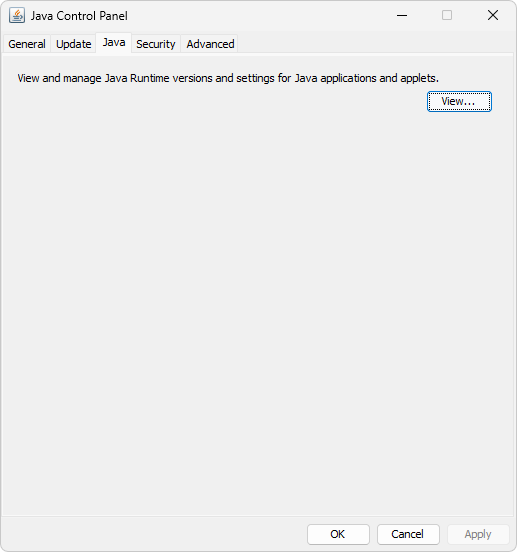 Java Control Panel
General Update Java Security Advanced
View and manage Java Runtime versions and settings for Java applications and applets.
View...
OK Cancel Apply